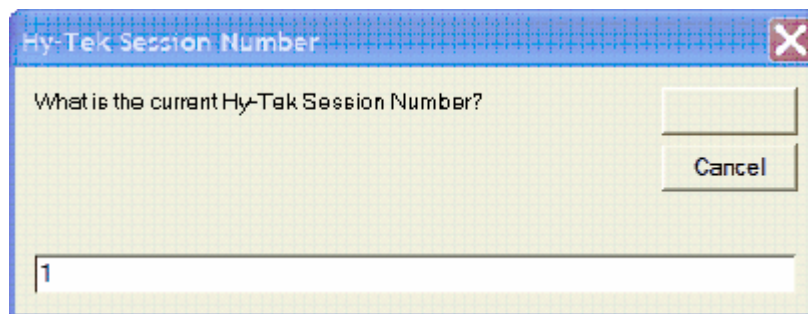 Hy-Tek Session Number
What is the current Hy-Tek Session Number?
Cancel
1